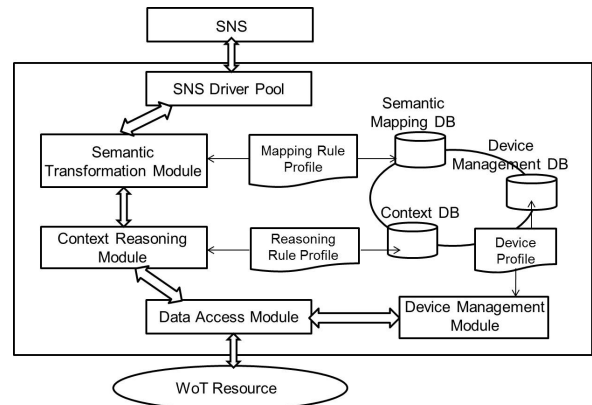 SNS
SNS Driver Pool
Semantic
Mapping DB
Semantic
Transformation Module
Mapping Rule
Profile
Device
Management DB
Context Reasoning
Module
Reasoning
Rule Profile
Context DB
Device
Profile
Data Access Module
Device Management
Module
WoT Resource